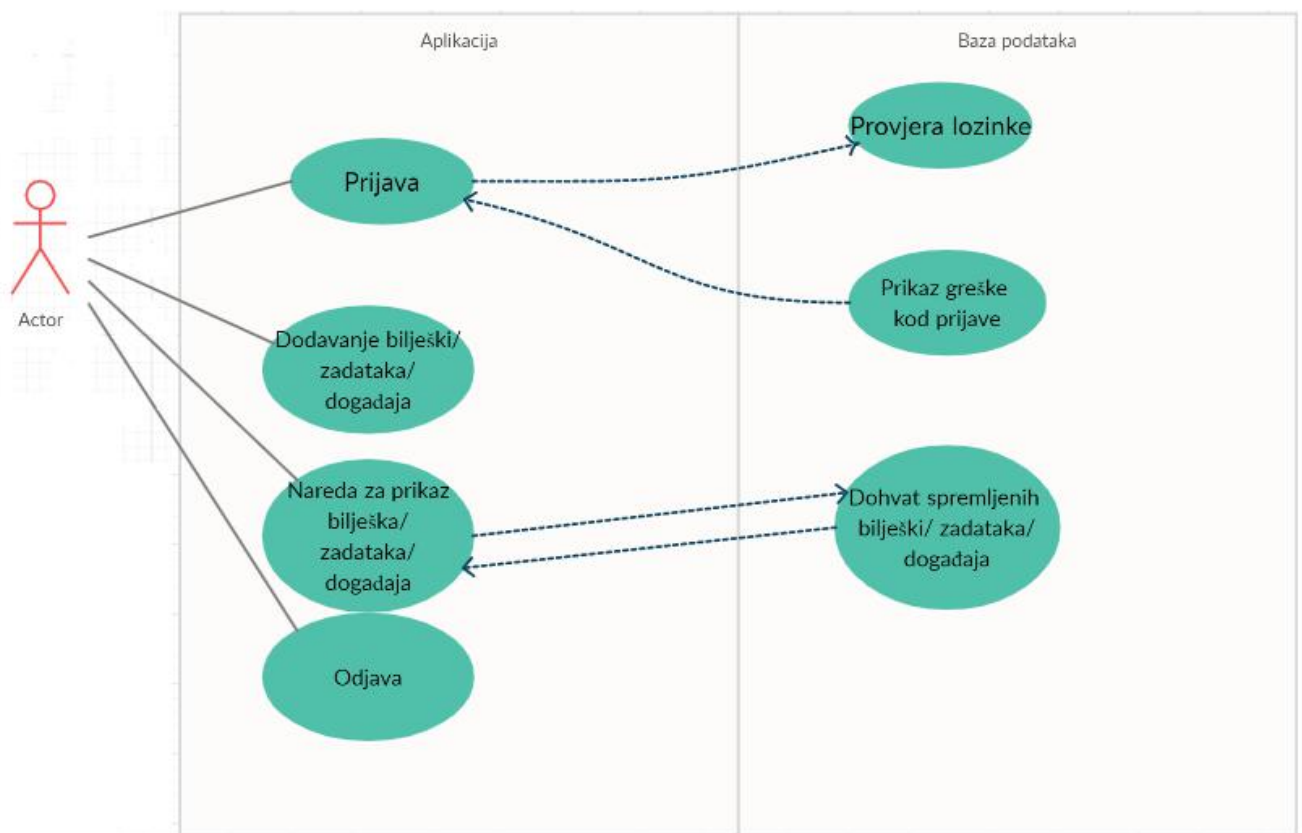 Aplikacija
Baza podataka
Provjera lozinke
Prijava
Actor
Prikaz greške
kod prijave
Dodavanje bilješki/
zadataka/
događaja
Nareda za prikaz
bilješka/
zadataka/
događaja
Dohvat spremljenih
bilješki/ zadataka/
događaja
Odjava